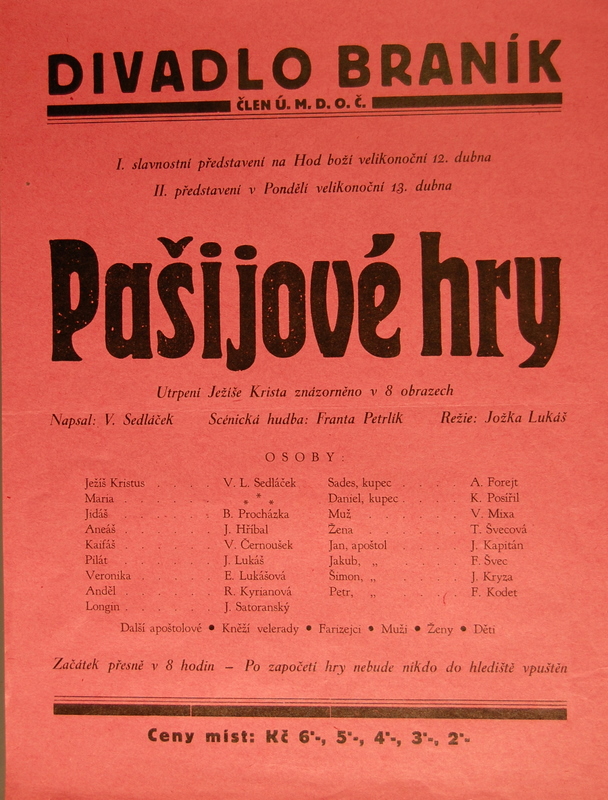 DIVADLO BRANÍK
ČLEN Ú. M. D. O. Č.
I. slavnostní představení na Hod boží velikonoční 12. dubna
II. představení v Pondělí velikonoční 13. dubna
Pašijové hry
Utrpení Ježíše Krista znázorněno v 8 obrazech
Napsal: V. Sedláček Scénická hudba: Franta Petrlík Režie: Jožka Lukáš
OSOBY:
Ježíš Kristus . . . . V. L. Sedláček Sades, kupec . . . . A. Forejt
Maria . . . . . . * * * Daniel, kupec . . . . K. Posířil
Jidáš . . . . . . B. Procházka Muž . . . . . . V. Mixa
Aneáš . . . . . . J. Hříbal Žena . . . . . . T. Švecová
Kaifáš . . . . . . V. Černoušek Jan, apoštol . . . . J. Kapitán
Pilát . . . . . . J. Lukáš Jakub, „ . . . . F. Švec
Veronika . . . . . E. Lukášová Šimon, „ . . . . J. Kryza
Anděl . . . . . . R. Kyrianová Petr, „ . . . . F. Kodet
Longin . . . . . . J. Satoranský
Další apoštolové ● Kněží velerady ● Farizejci ● Muži ● Ženy ● Děti
Začátek přesně v 8 hodin – Po započetí hry nebude nikdo do hlediště vpuštěn
Ceny míst: Kč 6·-, 5·-, 4·-, 3·-, 2·-